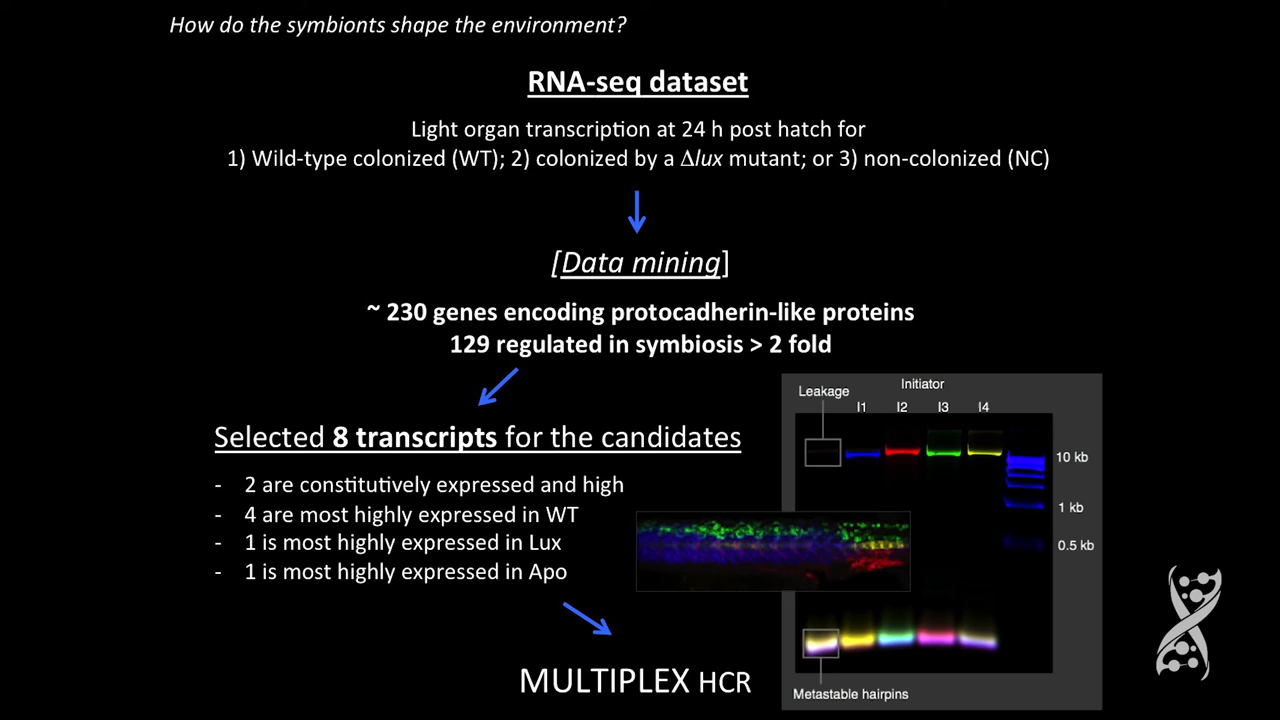 How do the symbionts shape the environment?
RNA-seq dataset
Light organ transcription at 24 h post hatch for
1) Wild-type colonized (WT); 2) colonized by a Δlux mutant; or 3) non-colonized (NC)
[Data mining]
~ 230 genes encoding protocadherin-like proteins
129 regulated in symbiosis > 2 fold
Selected 8 transcripts for the candidates
- 2 are constitutively expressed and high
- 4 are most highly expressed in WT
- 1 is most highly expressed in Lux
- 1 is most highly expressed in Apo
MULTIPLEX HCR
Initiator
Leakage
I1 I2 I3 I4
10 kb
1 kb
0.5 kb
Metastable hairpins